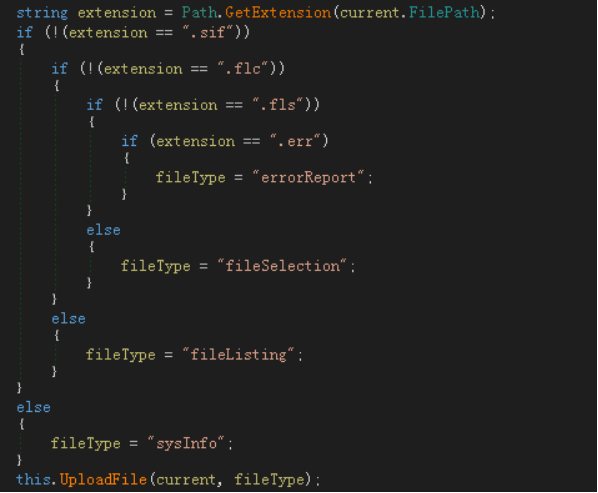 string extension = Path.GetExtension(current.FilePath);
if (!(extension == ".sif"))
{
if (!(extension == ".flc"))
{
if (!(extension == ".fls"))
{
if (extension == ".err")
{
fileType = "errorReport";
}
}
else
{
fileType = "fileSelection";
}
}
else
{
fileType = "fileListing";
}
}
else
{
fileType = "sysInfo";
}
this.UploadFile(current, fileType);